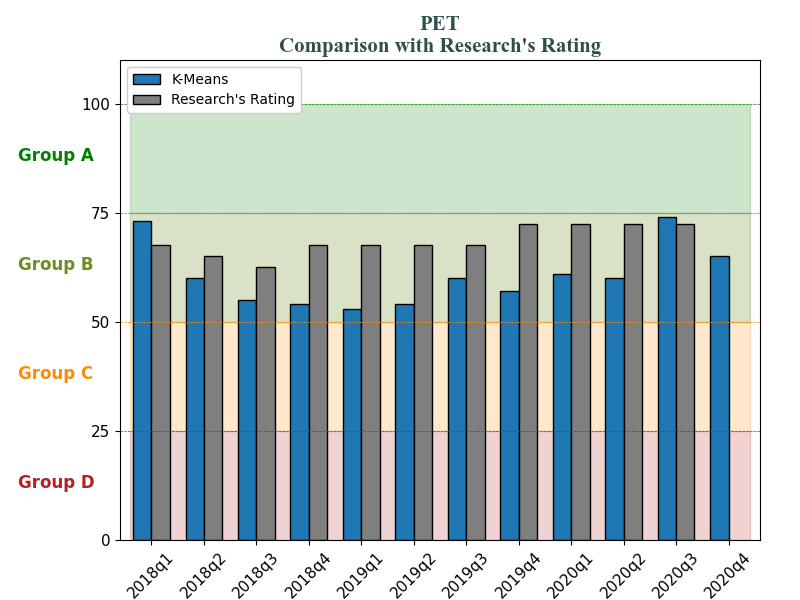 PET
Comparison with Research's Rating
K-Means
Research's Rating
100
Group A
75
Group B
50
Group C
25
Group D
0
2018q1
2018q2
2018q3
2018q4
2019q1
2019q2
2019q3
2019q4
2020q1
2020q2
2020q3
2020q4